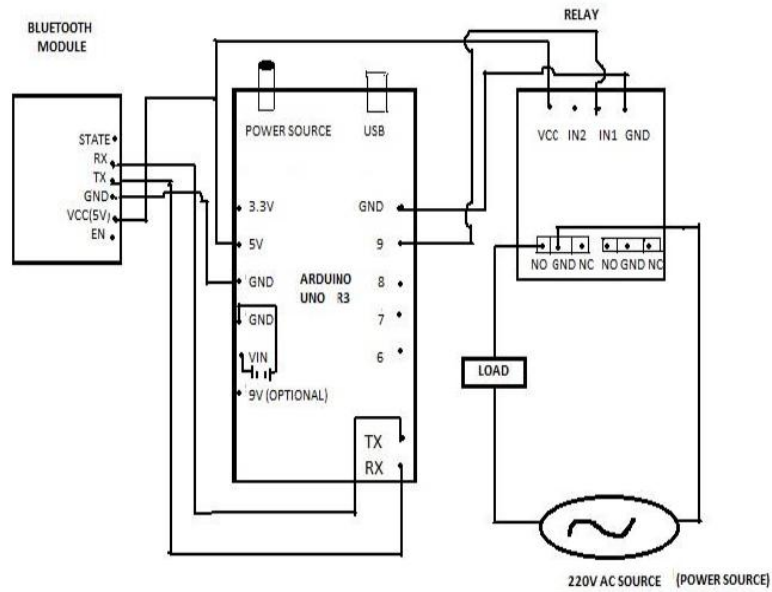 RELAY
BLUETOOTH
MODULE
STATE
RX
TX
GND
VCC(5V)
EN
POWER SOURCE
USB
3.3V
5V
GND
GND
VIN
9V (OPTIONAL)
ARDUINO
UNO R3
GND
9
8
7
6
TX
RX
VCC IN2 IN1 GND
NO GND NC NO GND NC
LOAD
220V AC SOURCE (POWER SOURCE)